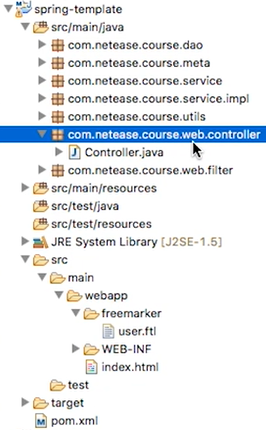 spring-template
src/main/java
com.netease.course.dao
com.netease.course.meta
com.netease.course.service
com.netease.course.service.impl
com.netease.course.utils
com.netease.course.web.controller
Controller.java
com.netease.course.web.filter
src/main/resources
src/test/java
src/test/resources
JRE System Library [J2SE-1.5]
src
main
webapp
freemarker
user.ftl
WEB-INF
index.html
test
target
pom.xml